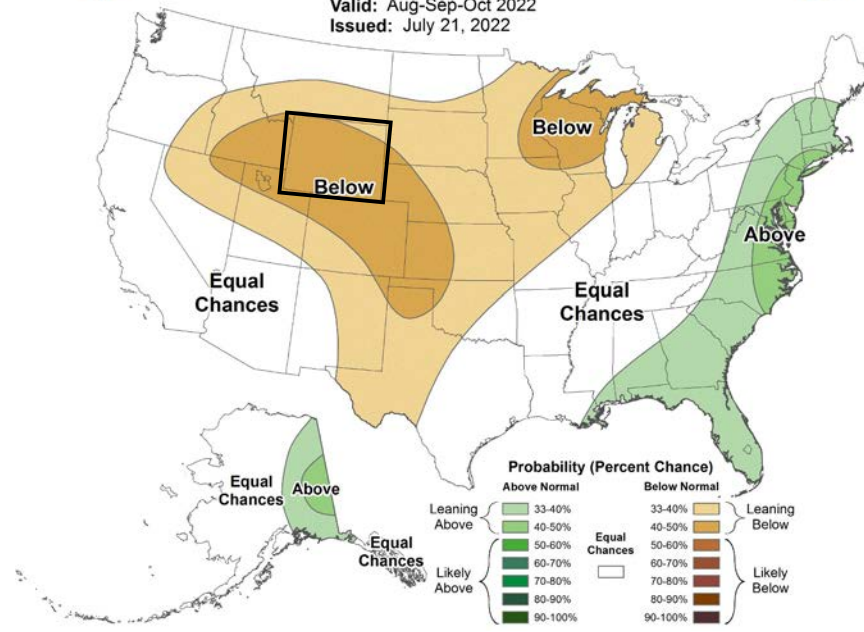 Valid: Aug-Sep-Oct 2022
Issued: July 21, 2022
Below
Below
Above
Equal
Chances
Equal
Chances
Equal
Chances
Above
Equal
Chances
Probability (Percent Chance)
Above Normal
Below Normal
Leaning
Above
33-40%
40-50%
50-60%
60-70%
70-80%
80-90%
90-100%
Likely
Above
Equal
Chances
33-40%
40-50%
50-60%
60-70%
70-80%
80-90%
90-100%
Leaning
Below
Likely
Below